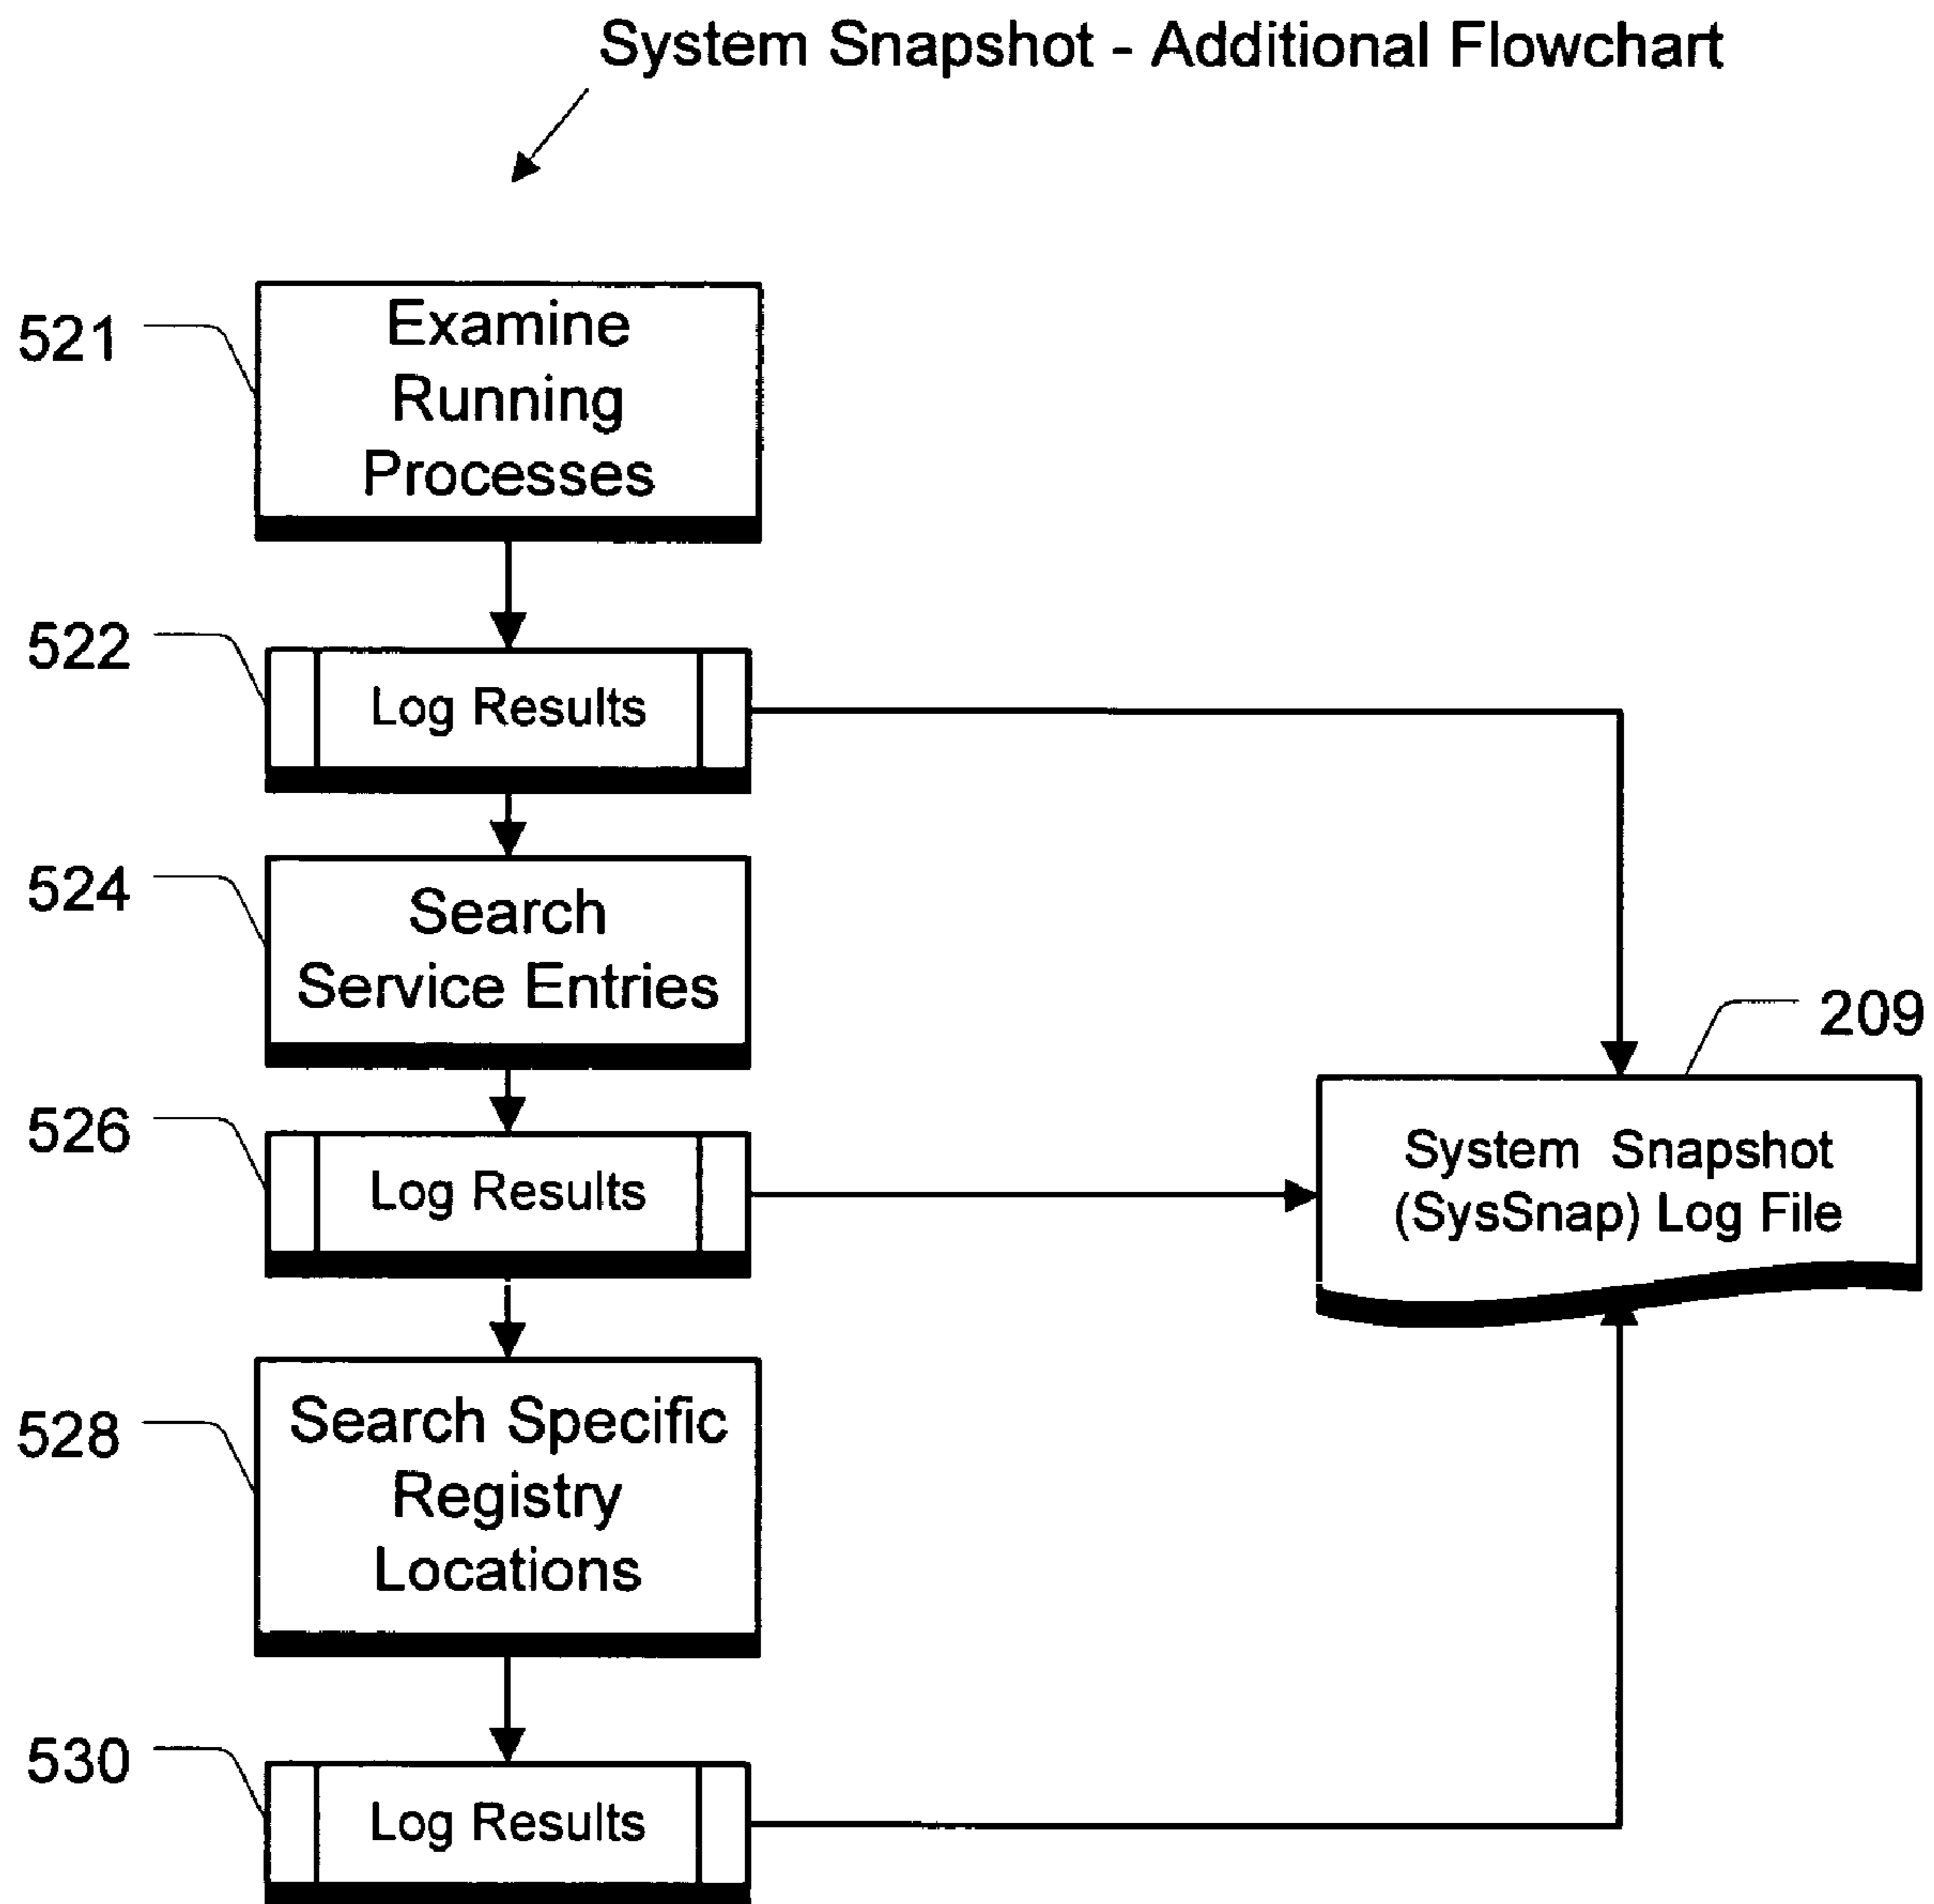 System Snapshot - Additional Flowchart
521
Examine
Running
Processes
522
Log Results
524
Search
Service Entries
209
526
Log Results
System Snapshot
(SysSnap) Log File
528
Search Specific
Registry
Locations
530
Log Results